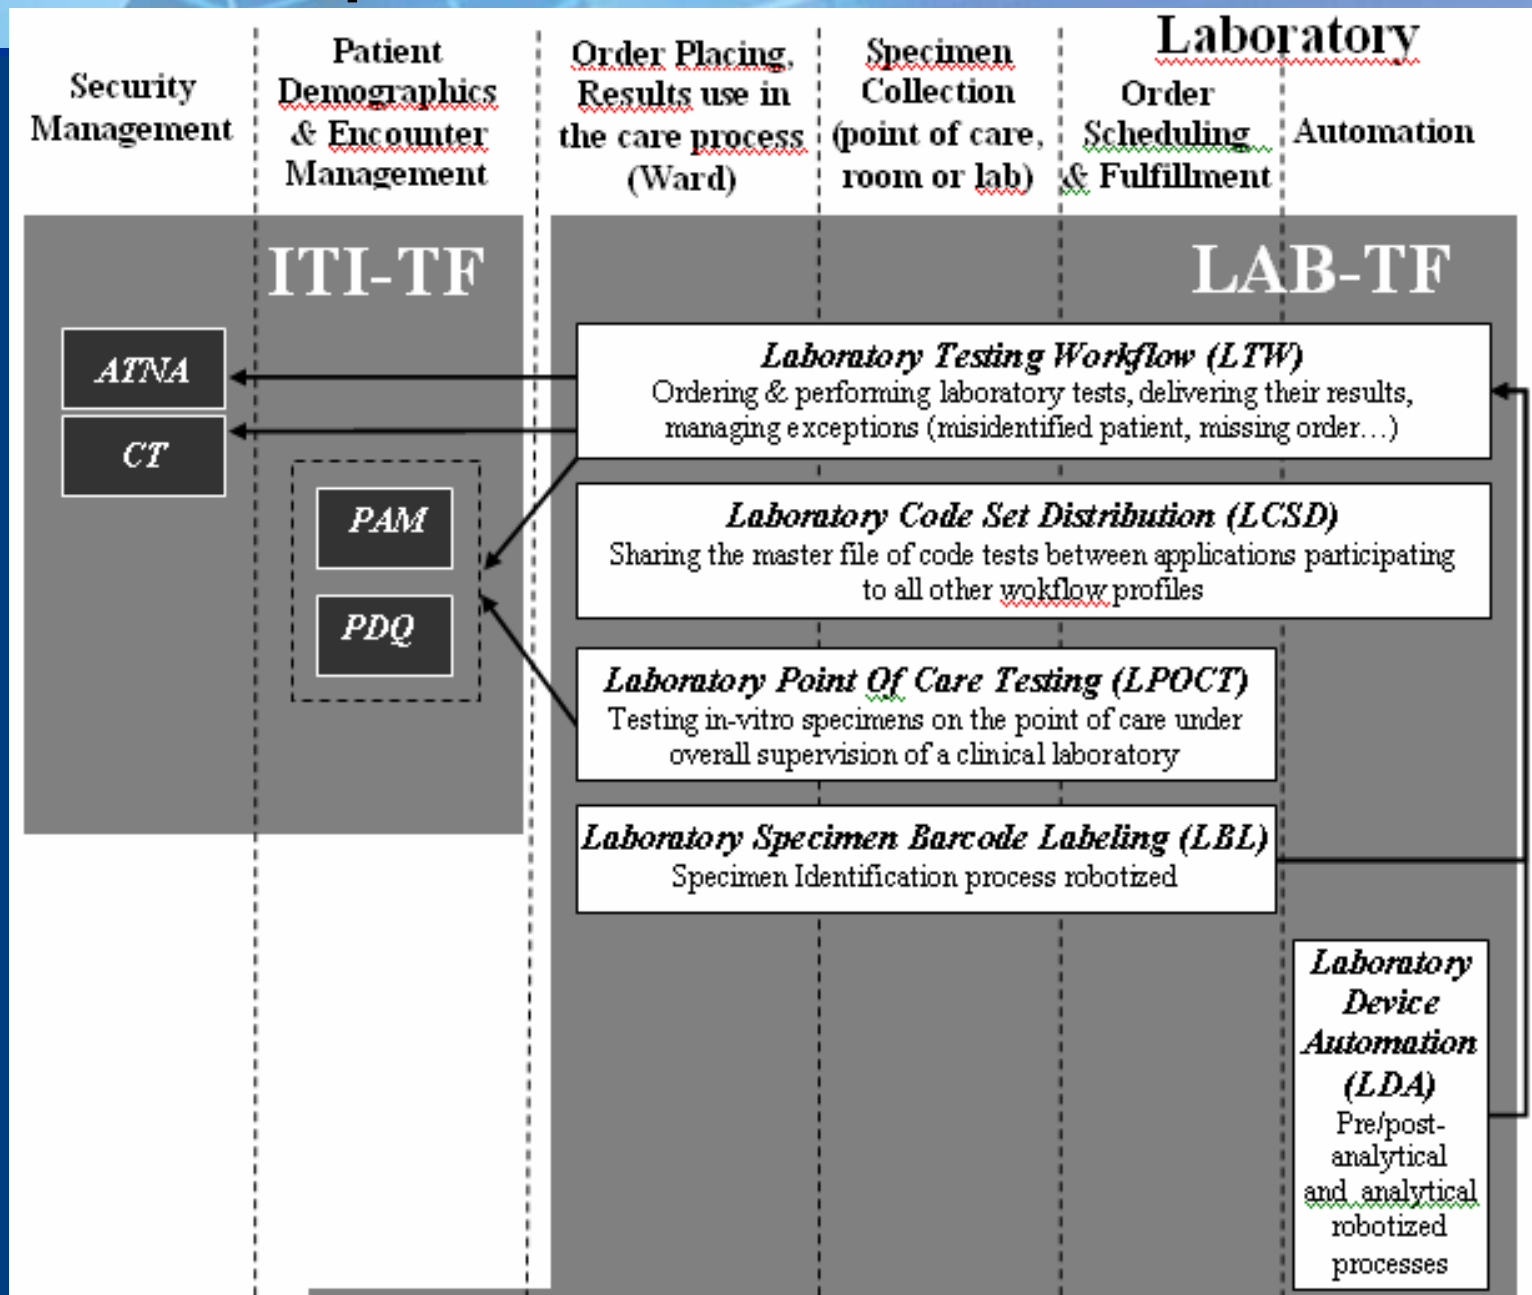 Security
Management
Patient
Demographics
& Encounter
Management
Order Placing,
Results use in
the care process
(Ward)
Specimen
Collection
(point of care,
room or lab)
Laboratory
Order
Scheduling
& Fulfillment
Automation
ITI-TF
LAB-TF
ATNA
CT
PAM
PDQ
Laboratory Testing Workflow (LTW)
Ordering & performing laboratory tests, delivering their results,
managing exceptions (misidentified patient, missing order…)
Laboratory Code Set Distribution (LCSD)
Sharing the master file of code tests between applications participating
to all other wokflow profiles
Laboratory Point Of Care Testing (LPOCT)
Testing in-vitro specimens on the point of care under
overall supervision of a clinical laboratory
Laboratory Specimen Barcode Labeling (LBL)
Specimen Identification process robotized
Laboratory
Device
Automation
(LDA)
Pre/post-
analytical
and analytical
robotized
processes